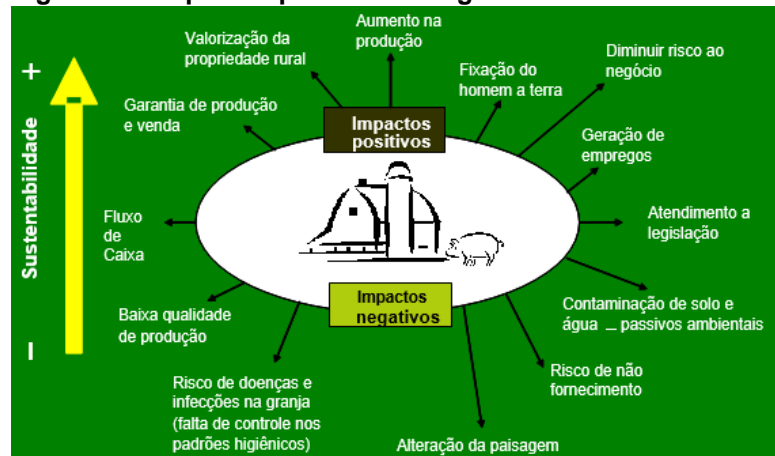 Aumento na
produção
Valorização da
propriedade rural
Diminuir risco ao
negócio
Fixação do
homem a terra
Garantia de produção
e venda
Impactos
positivos
Geração de
empregos
+
Sustentabilidade
–
Fluxo
de
Caixa
Atendimento a
legislação
Baixa qualidade
de produção
Impactos
negativos
Contaminação de solo e
água _ passivos ambientais
Risco de não
fornecimento
Risco de doenças e
infecções na granja
(falta de controle nos
padrões higiênicos)
Alteração da paisagem